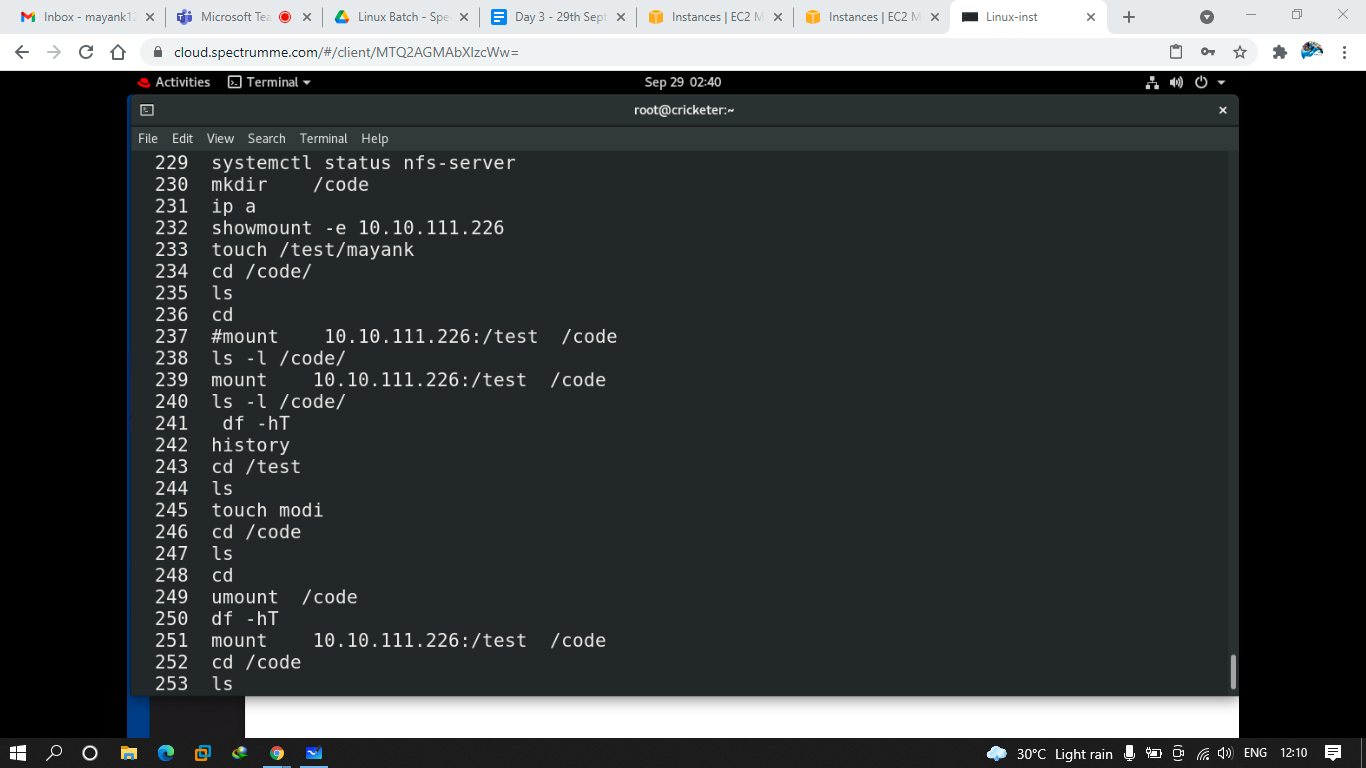 Inbox - mayank12
Microsoft Tea
Linux Batch - Spe
Day 3 - 29th Sept
Instances | EC2 M
Instances | EC2 M
Linux-inst
cloud.spectrumme.com/#/client/MTQ2AGMAbXlzcWw=
Activities
Terminal
Sep 29 02:40
root@cricketer:~
File Edit View Search Terminal Help
229 systemctl status nfs-server
230 mkdir /code
231 ip a
232 showmount -e 10.10.111.226
233 touch /test/mayank
234 cd /code/
235 ls
236 cd
237 #mount 10.10.111.226:/test /code
238 ls -l /code/
239 mount 10.10.111.226:/test /code
240 ls -l /code/
241 df -hT
242 history
243 cd /test
244 ls
245 touch modi
246 cd /code
247 ls
248 cd
249 umount /code
250 df -hT
251 mount 10.10.111.226:/test /code
252 cd /code
253 ls
30°C Light rain
ENG
12:10